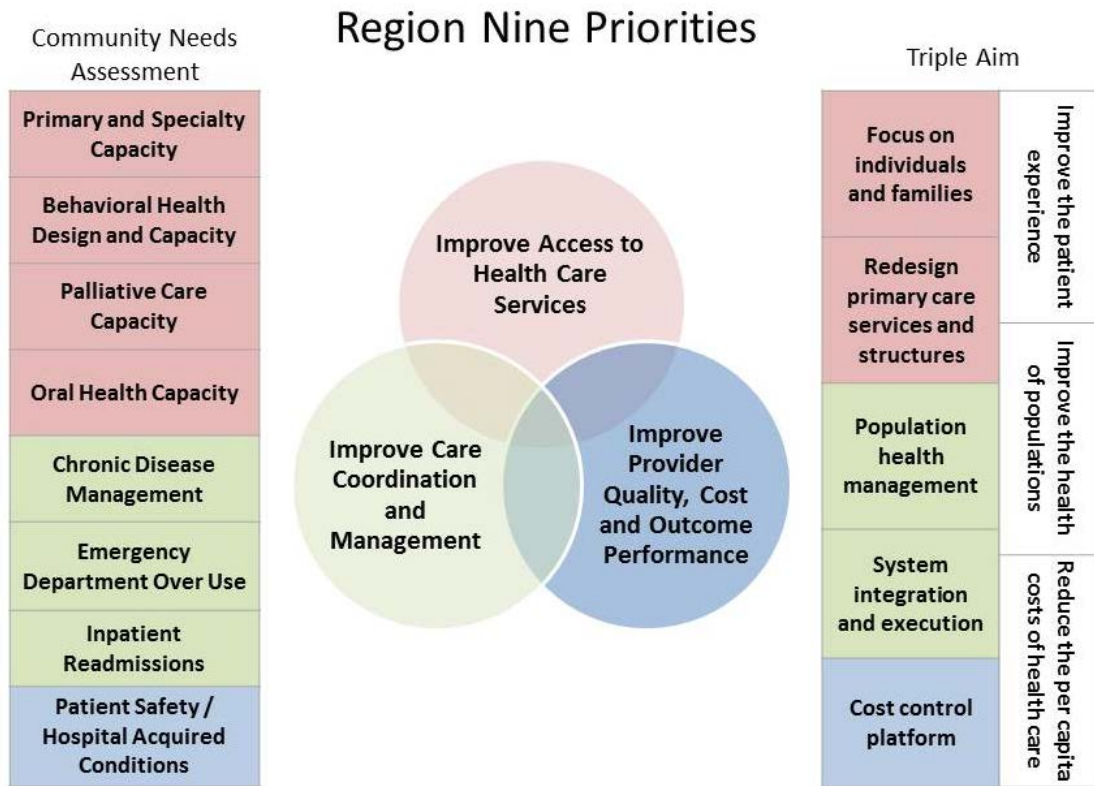 Region Nine Priorities
Community Needs
Assessment
Primary and Specialty
Capacity
Behavioral Health
Design and Capacity
Palliative Care
Capacity
Oral Health Capacity
Chronic Disease
Management
Emergency
Department Over Use
Inpatient
Readmissions
Patient Safety /
Hospital Acquired
Conditions
Improve Access to
Health Care
Services
Improve Care
Coordination
and
Management
Improve
Provider
Quality, Cost
and Outcome
Performance
Triple Aim
Focus on
individuals
and families
Redesign
primary care
services and
structures
Population
health
management
System
integration
and execution
Cost control
platform
Improve the patient
experience
Improve the health
of populations
Reduce the per capita
costs of health care